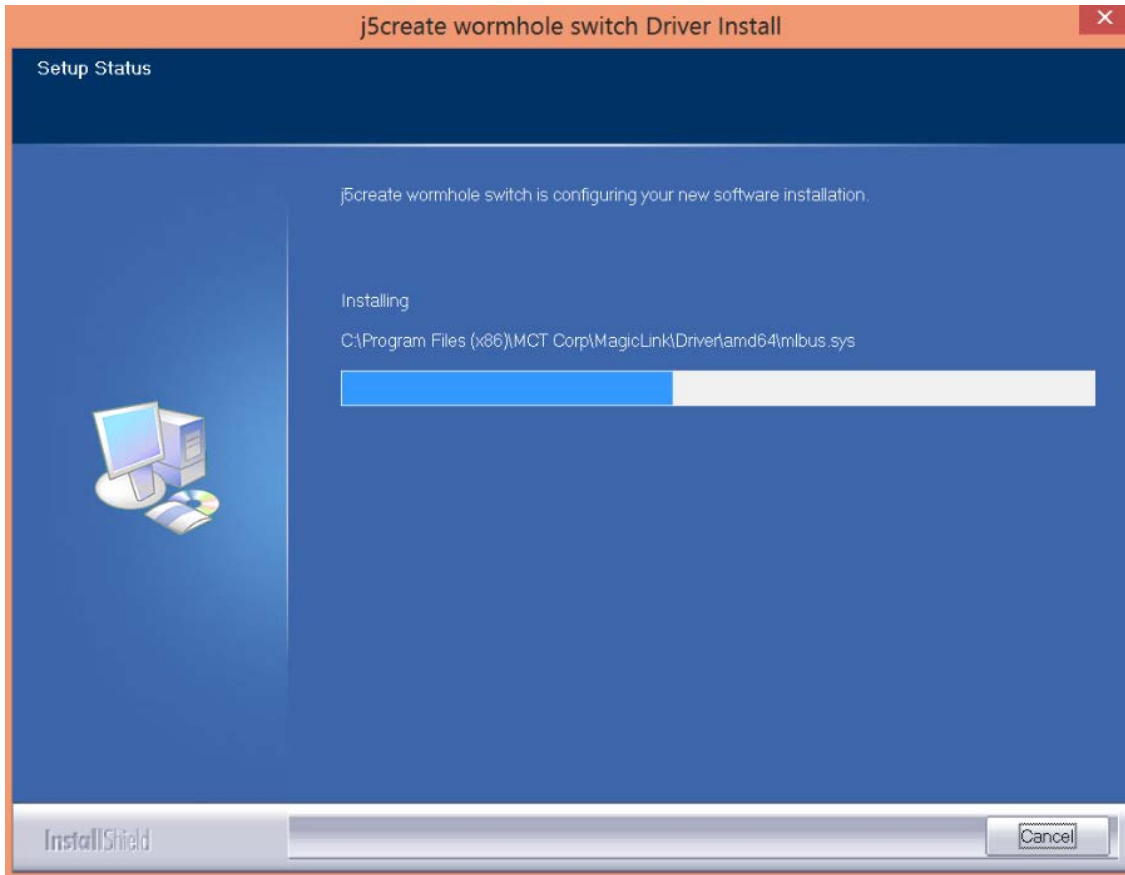 j5create wormhole switch Driver Install
Setup Status
j5create wormhole switch is configuring your new software installation.
Installing
C:\Program Files (x86)\MCT Corp\MagicLink\Driver\amd64\mlbus.sys
InstallShield
Cancel